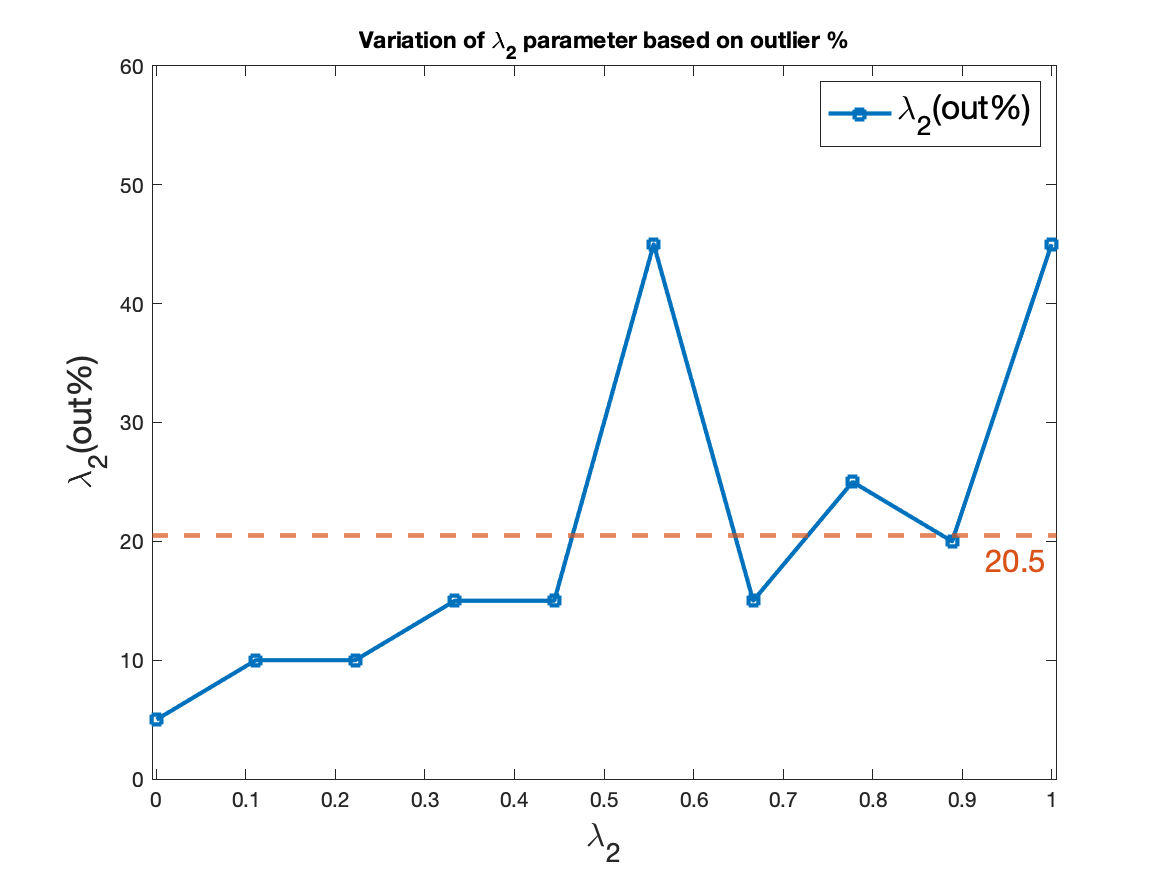 Variation of λ₂ parameter based on outlier %
λ₂(out%)
60
50
40
30
20
10
0
λ₂(out%)
20.5
0 0.1 0.2 0.3 0.4 0.5 0.6 0.7 0.8 0.9 1
λ₂